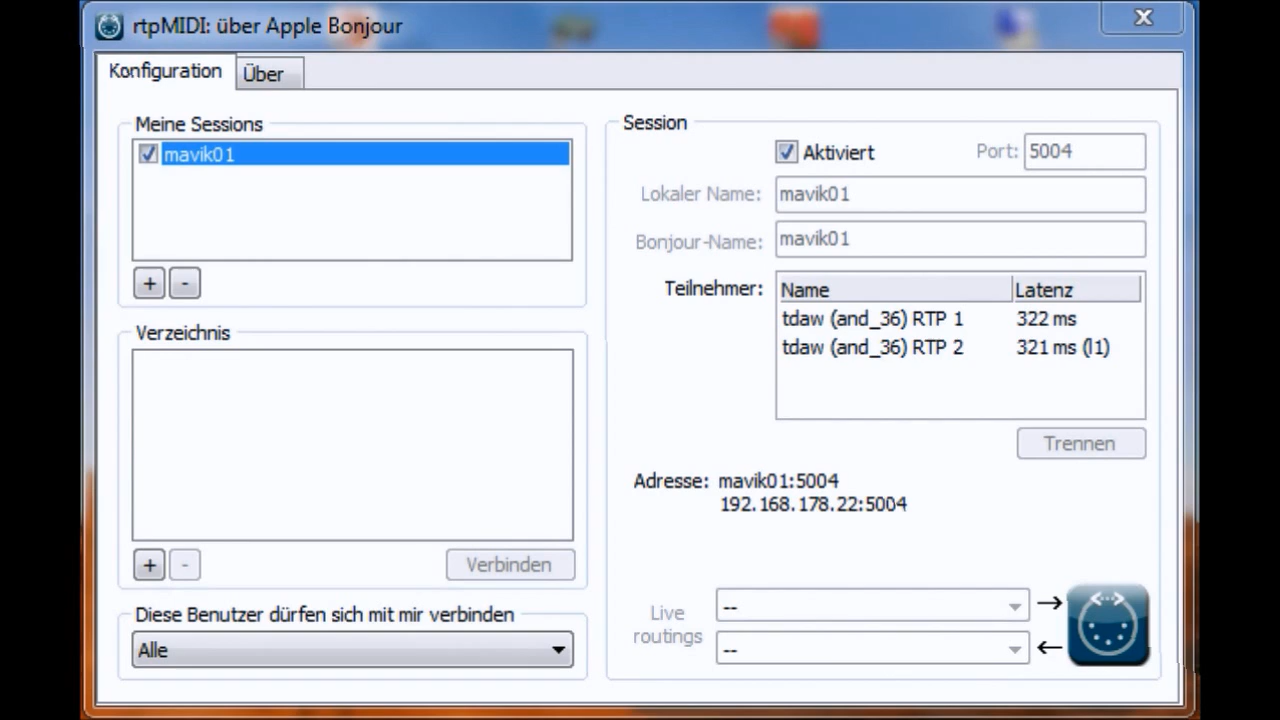 rtpMIDI: über Apple Bonjour
Konfiguration
Über
Meine Sessions
mavik01
+
-
Verzeichnis
+
-
Verbinden
Diese Benutzer dürfen sich mit mir verbinden
Alle
Session
Aktiviert
Port: 5004
Lokaler Name: mavik01
Bonjour-Name: mavik01
Teilnehmer:
Name Latenz
tdaw (and_36) RTP 1 322 ms
tdaw (and_36) RTP 2 321 ms (l1)
Trennen
Adresse: mavik01:5004
192.168.178.22:5004
Live
routings
--
--